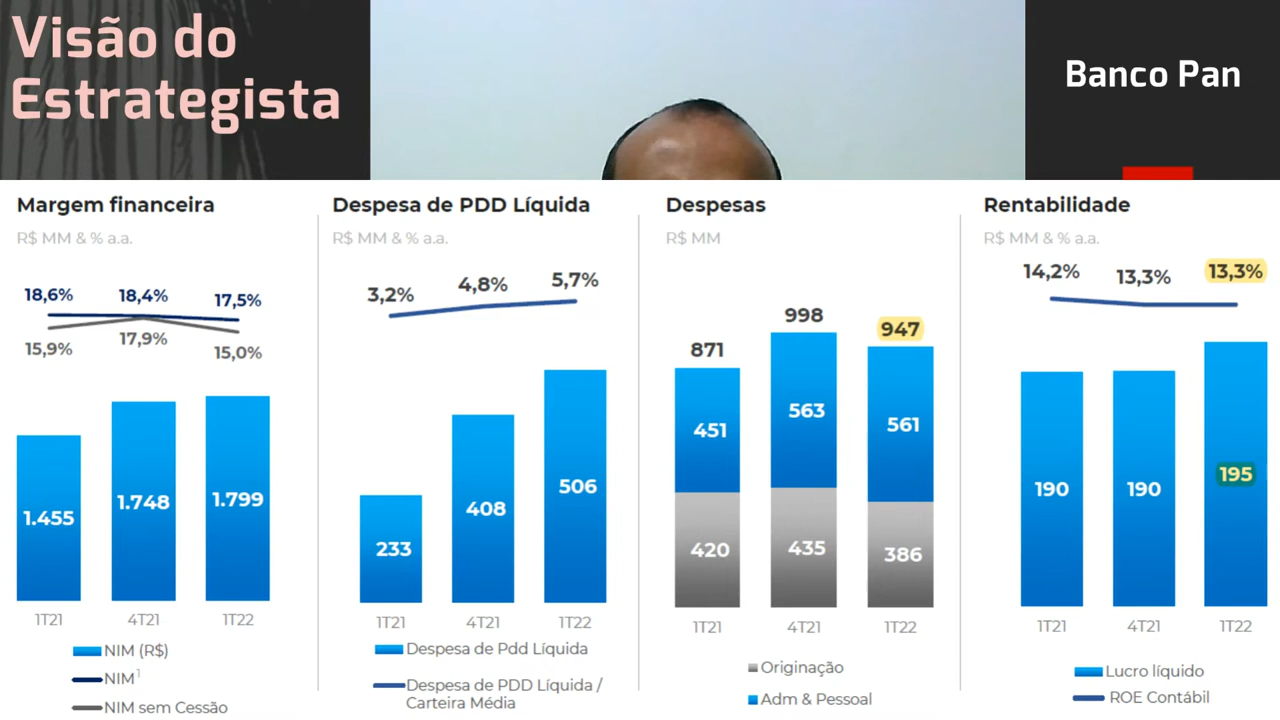 Visão do
Estrategista
Banco Pan
Margem financeira
R$ MM & % a.a.
18,6%
18,4%
17,5%
15,9%
17,9%
15,0%
1.455
1.748
1.799
1T21
4T21
1T22
NIM (R$)
NIM¹
NIM sem Cessão
Despesa de PDD Líquida
R$ MM & % a.a.
3,2%
4,8%
5,7%
233
408
506
1T21
4T21
1T22
Despesa de Pdd Líquida
Despesa de PDD Líquida /
Carteira Média
Despesas
R$ MM
871
998
947
451
563
561
420
435
386
1T21
4T21
1T22
Originação
Adm & Pessoal
Rentabilidade
R$ MM & % a.a.
14,2%
13,3%
13,3%
190
190
195
1T21
4T21
1T22
Lucro líquido
ROE Contábil